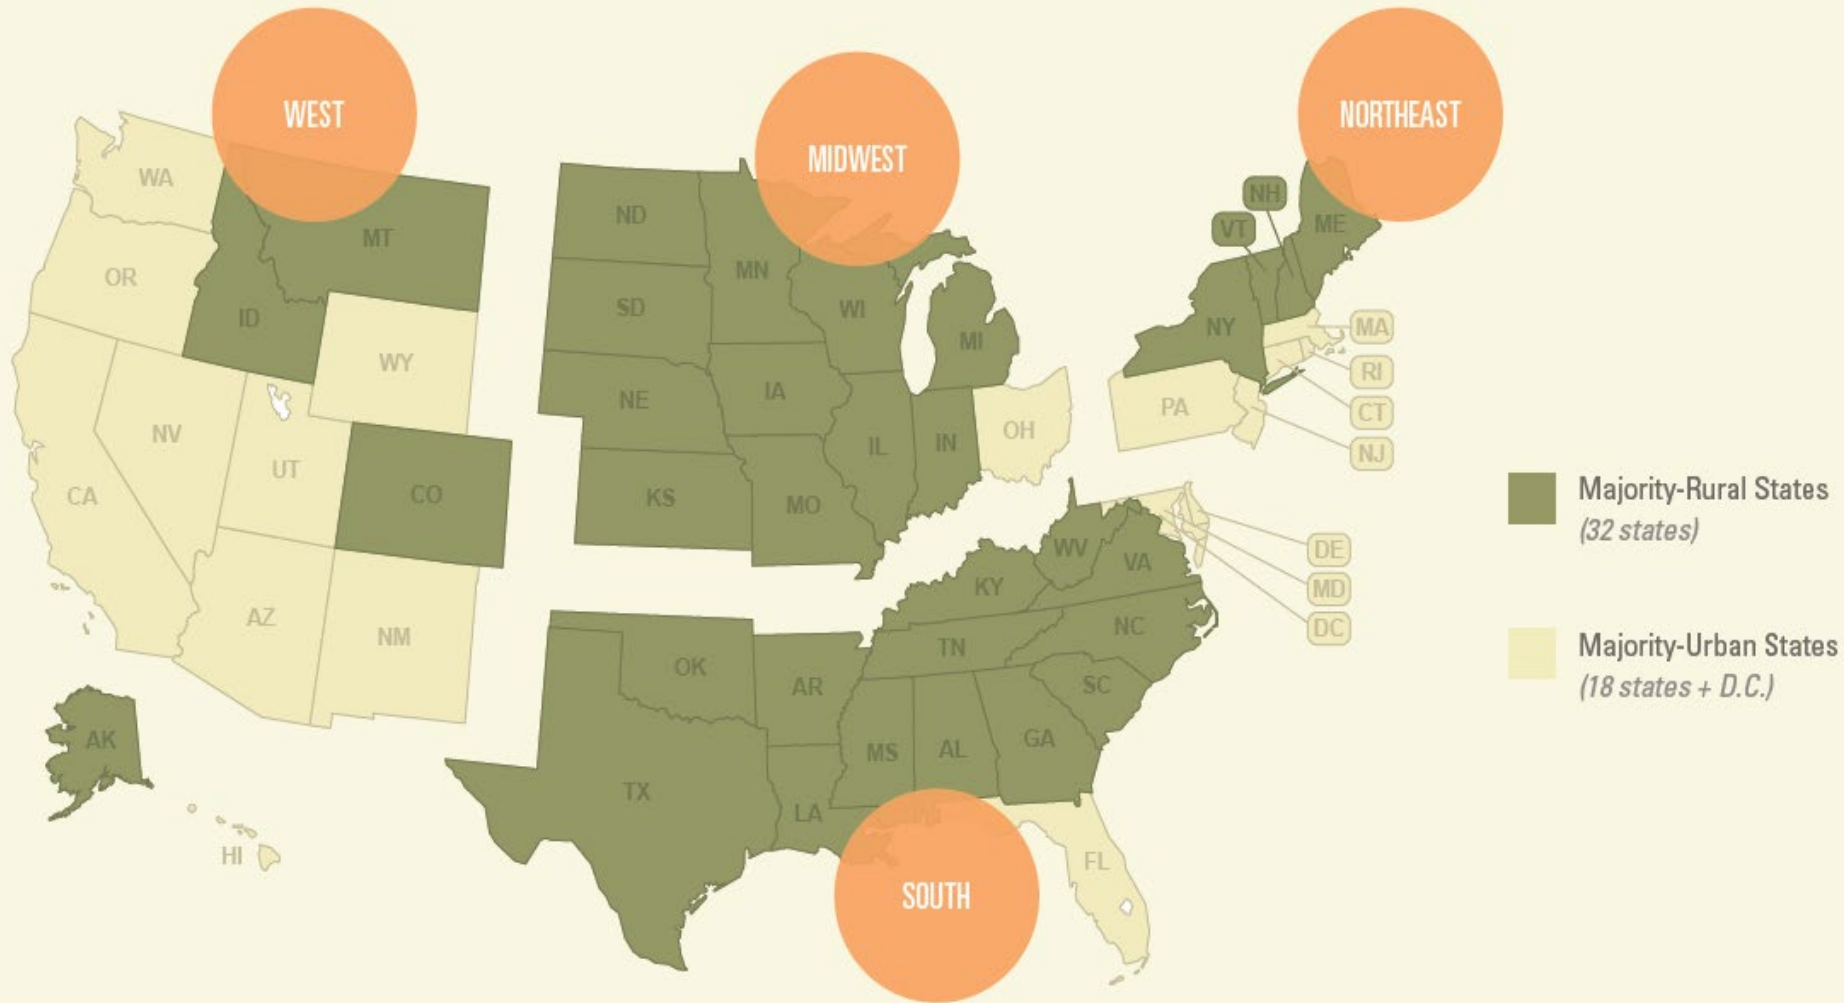 WEST
MIDWEST
NORTHEAST
WA
MT
OR
ID
WY
NV
UT
CA
CO
AZ
NM
AK
HI
ND
MN
SD
WI
MI
NE
IA
IL
IN
OH
KS
MO
NH
VT
ME
NY
MA
RI
CT
NJ
PA
DE
MD
DC
WV
VA
KY
NC
TN
SC
OK
AR
MS
AL
GA
TX
LA
FL
SOUTH
Majority-Rural States
(32 states)
Majority-Urban States
(18 states + D.C.)